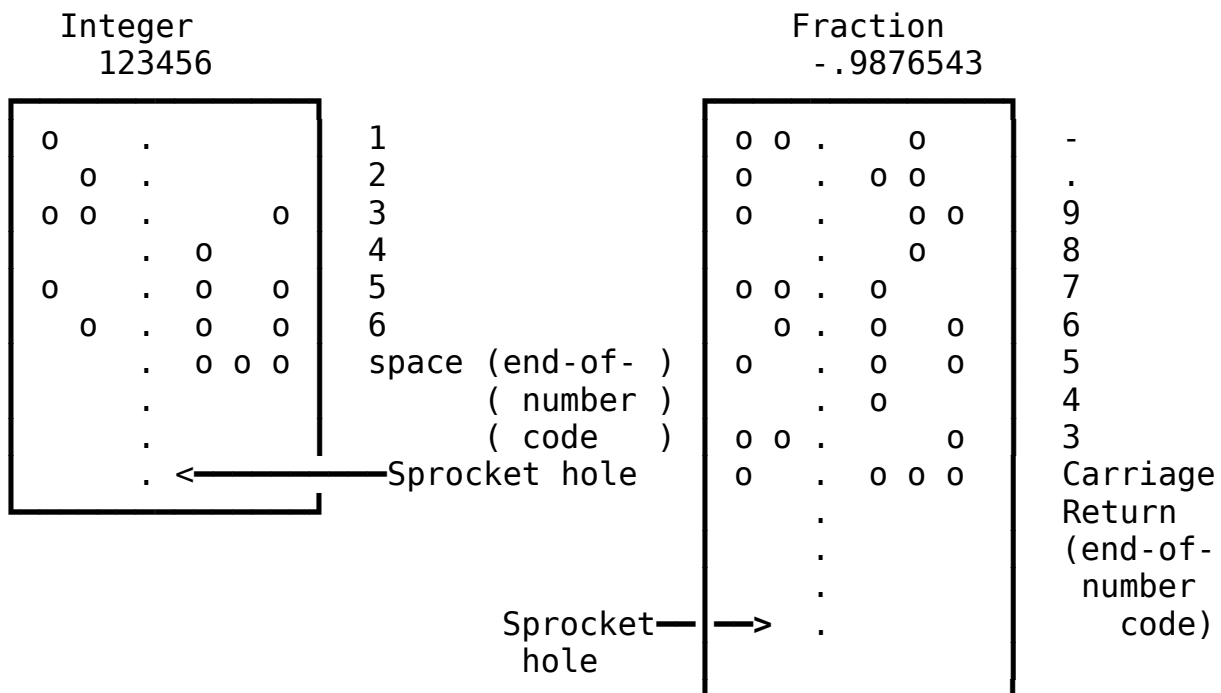 Integer Fraction
123456 -.9876543
o . 1 o o . o -
o . 2 o . o o .
o o . o 3 o . o o 9
. o 4 . o 8
o . o o 5 o o . o 7
o . o o 6 o . o o 6
. o o o space (end-of- ) o . o o 5
. ( number ) . o 4
. ( code ) o o . o 3
. <Sprocket hole o . o o o Carriage
. Return
. (end-of-
. number
Sprocket > . code)
hole